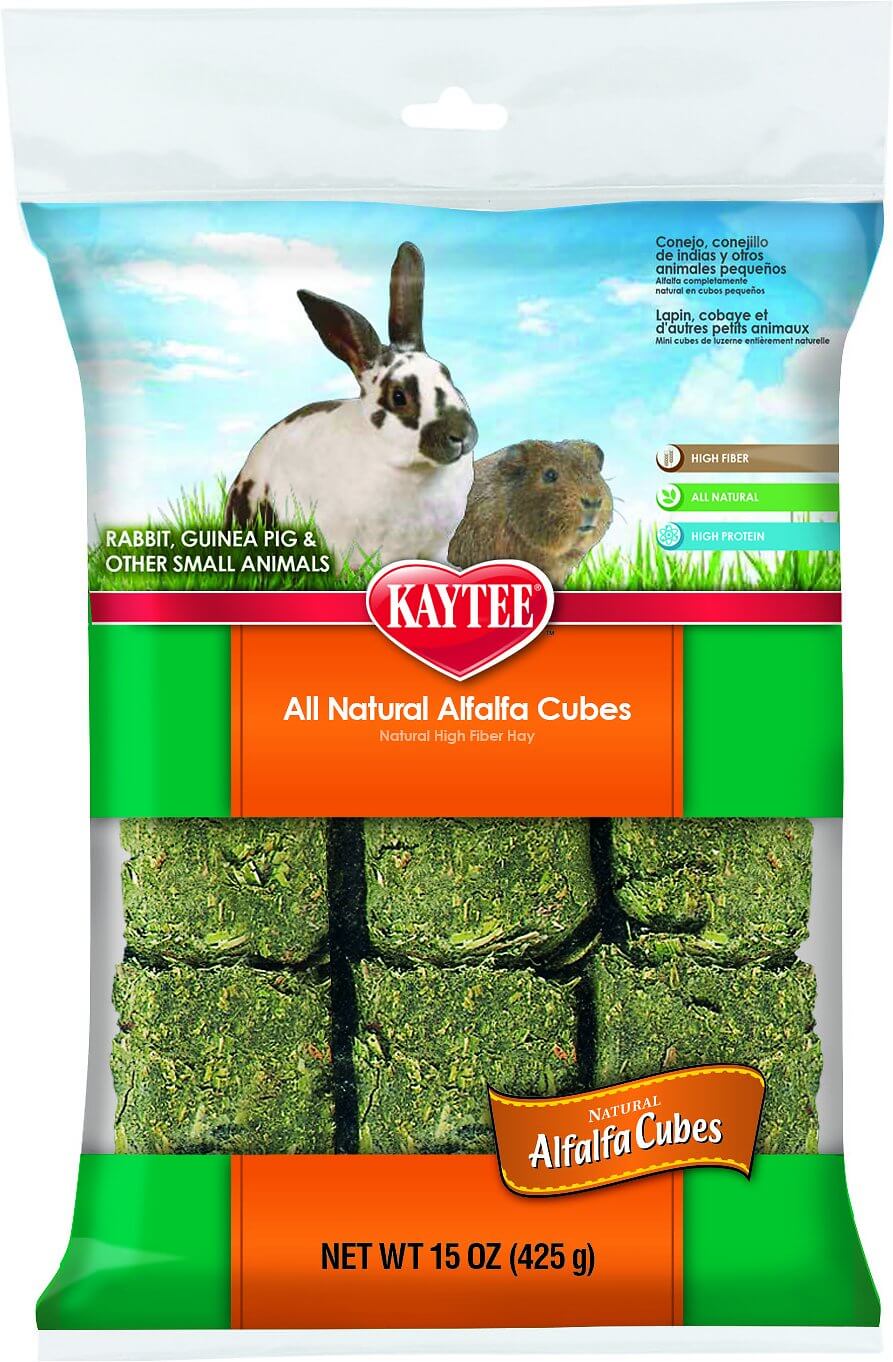 Conejo, conejillo
de indias y otros
animales pequeños
Alfalfa completamente
natural en cubos pequeños
Lapin, cobaye et
d'autres petits animaux
Mini cubes de luzerne entièrement naturelle
HIGH FIBER
ALL NATURAL
HIGH PROTEIN
RABBIT, GUINEA PIG &
OTHER SMALL ANIMALS
KAYTEE®
™
All Natural Alfalfa Cubes
Natural High Fiber Hay
NATURAL
Alfalfa Cubes
NET WT 15 OZ (425 g)